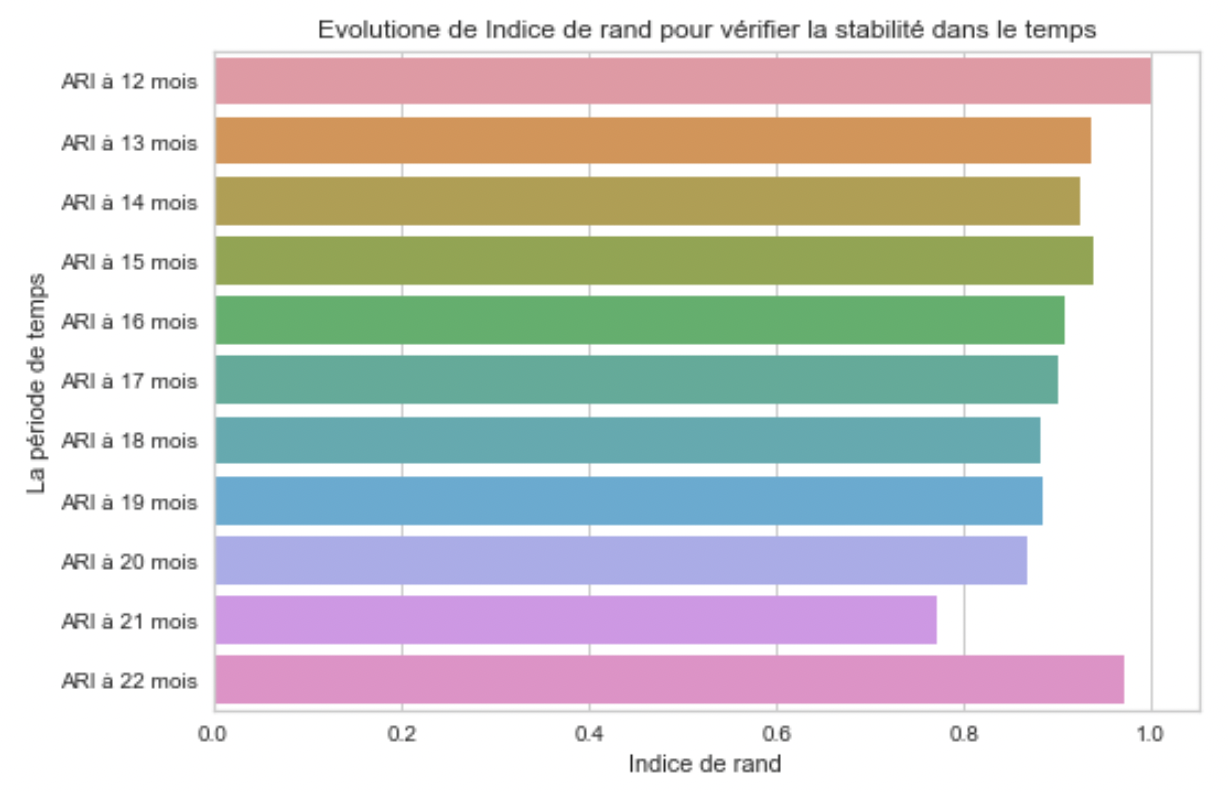 Evolutione de Indice de rand pour vérifier la stabilité dans le temps
ARI à 12 mois
ARI à 13 mois
ARI à 14 mois
ARI à 15 mois
ARI à 16 mois
ARI à 17 mois
ARI à 18 mois
ARI à 19 mois
ARI à 20 mois
ARI à 21 mois
ARI à 22 mois
La période de temps
0.0 0.2 0.4 0.6 0.8 1.0
Indice de rand